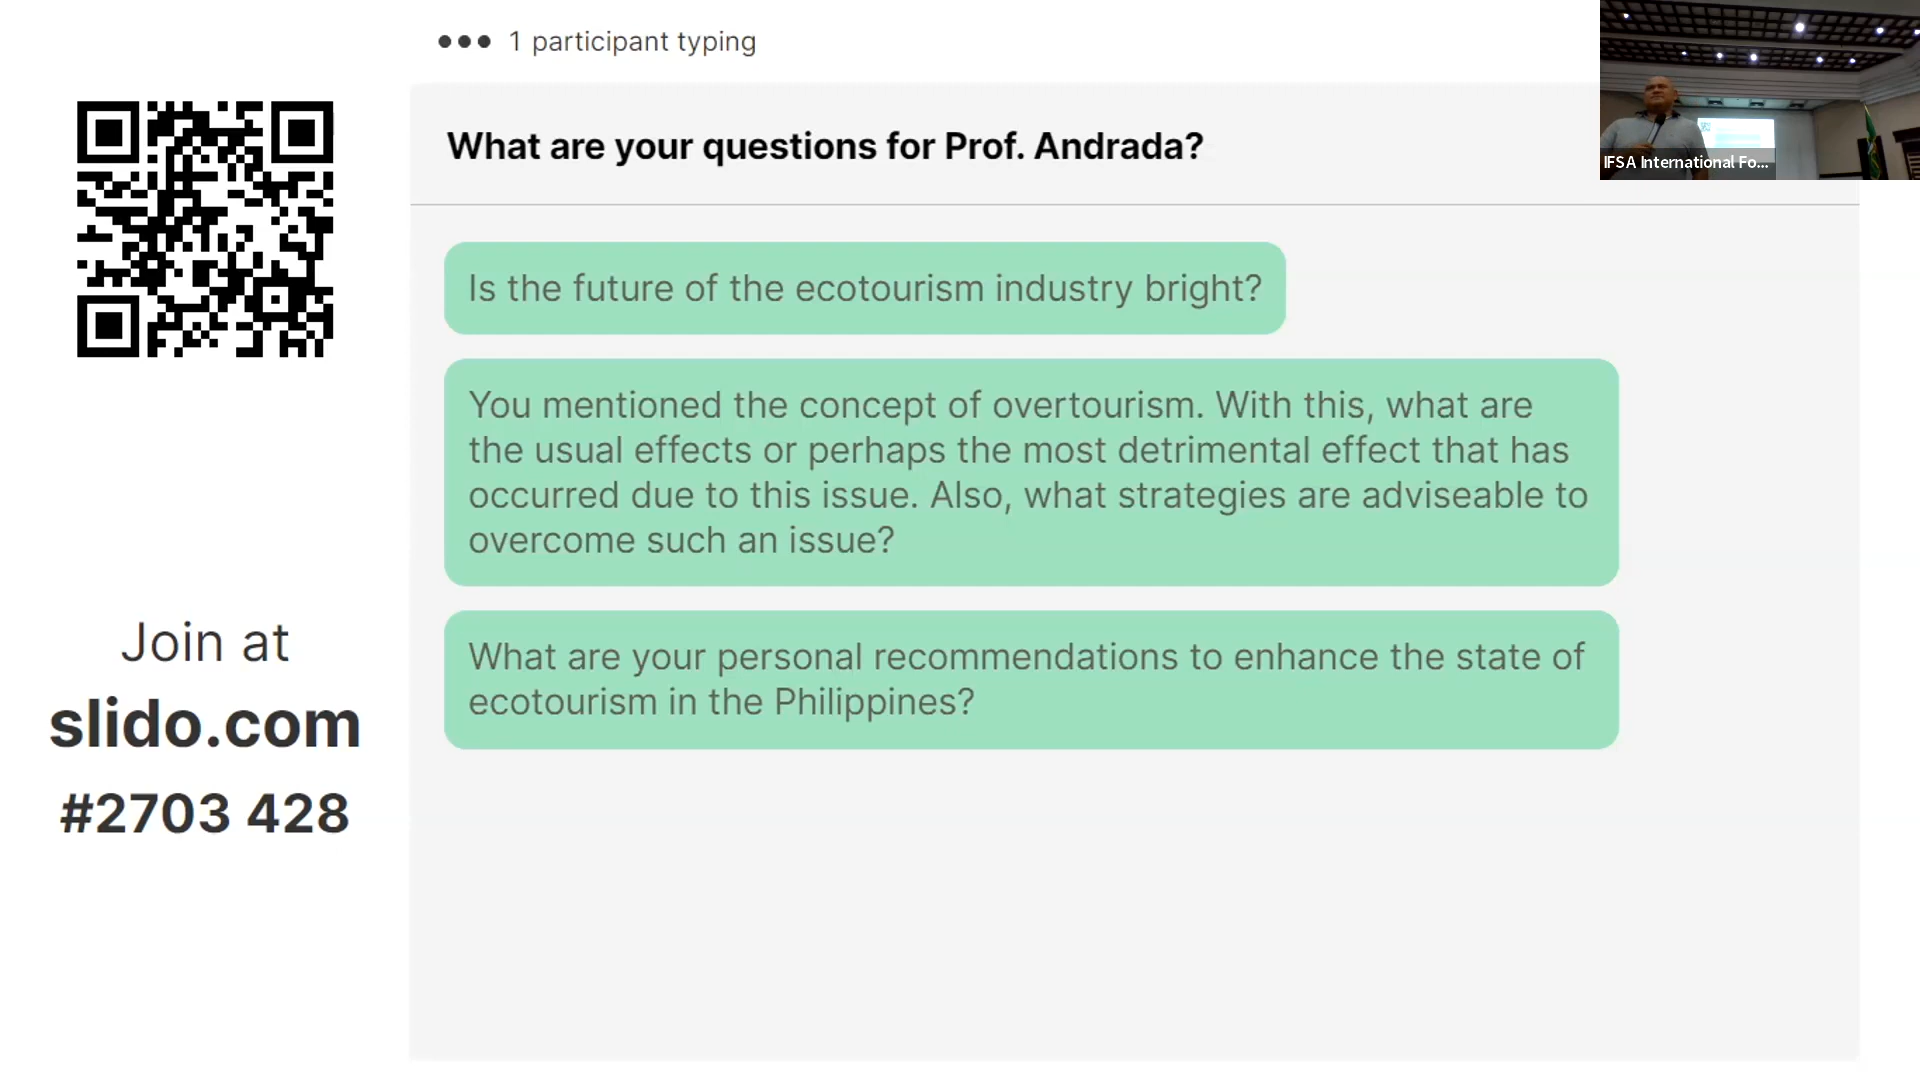 1 participant typing
What are your questions for Prof. Andrada?
IFSA International Fo...
Is the future of the ecotourism industry bright?
You mentioned the concept of overtourism. With this, what are
the usual effects or perhaps the most detrimental effect that has
occurred due to this issue. Also, what strategies are adviseable to
overcome such an issue?
What are your personal recommendations to enhance the state of
ecotourism in the Philippines?
Join at
slido.com
#2703 428